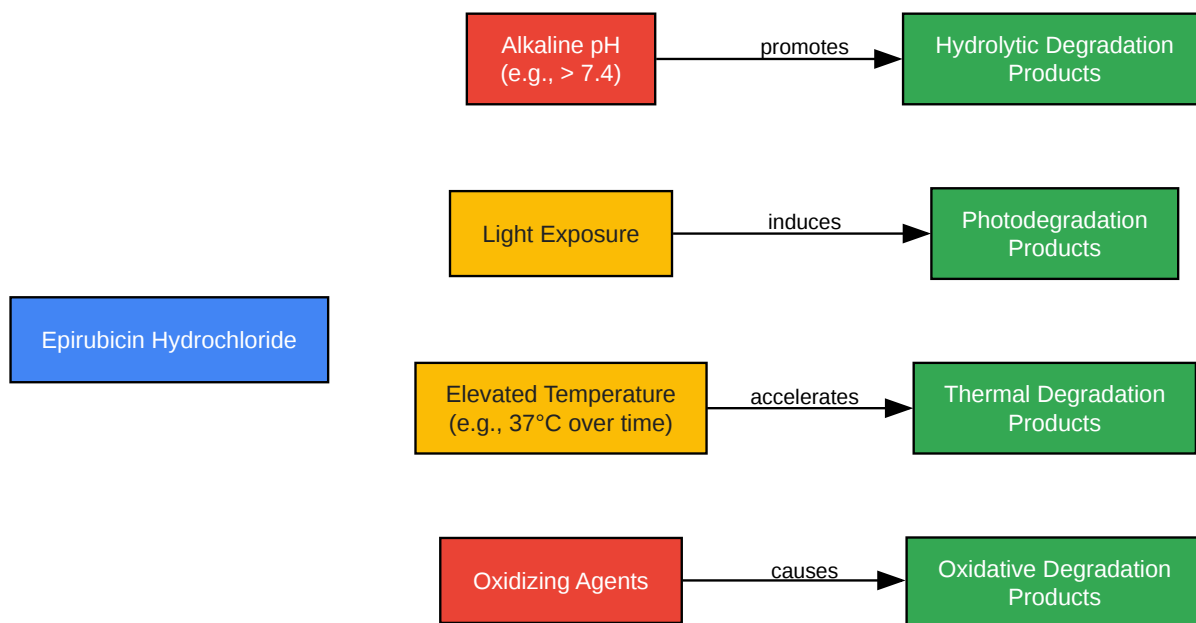 Alkaline pH
(e.g., > 7.4)
promotes
Hydrolytic Degradation
Products
Light Exposure
induces
Photodegradation
Products
Epirubicin Hydrochloride
Elevated Temperature
(e.g., 37°C over time)
accelerates
Thermal Degradation
Products
Oxidizing Agents
causes
Oxidative Degradation
Products